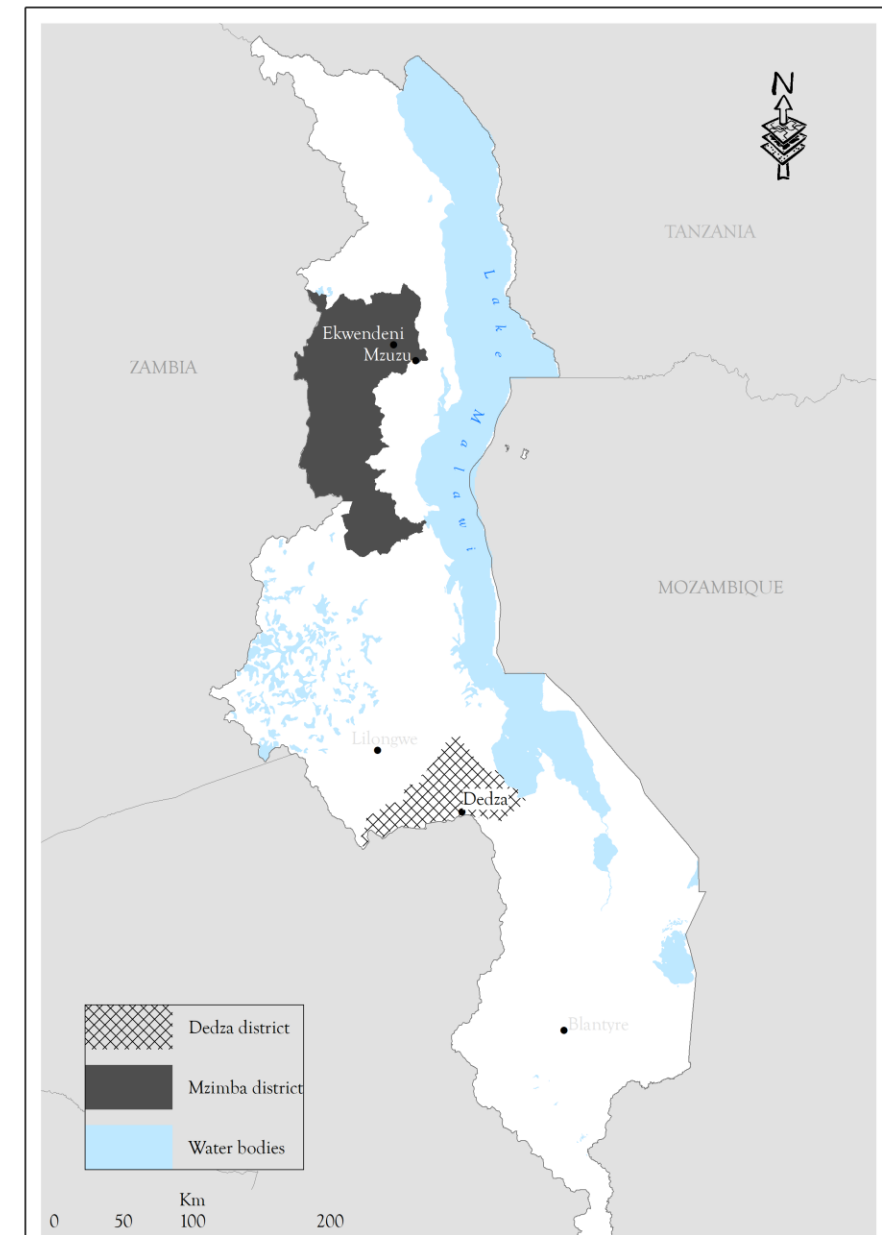 N
TANZANIA
Lake Malawi
Ekwendeni
Mzuzu
ZAMBIA
MOZAMBIQUE
Lilongwe
Dedza
Blantyre
Dedza district
Mzimba district
Water bodies
Km
0 50 100 200